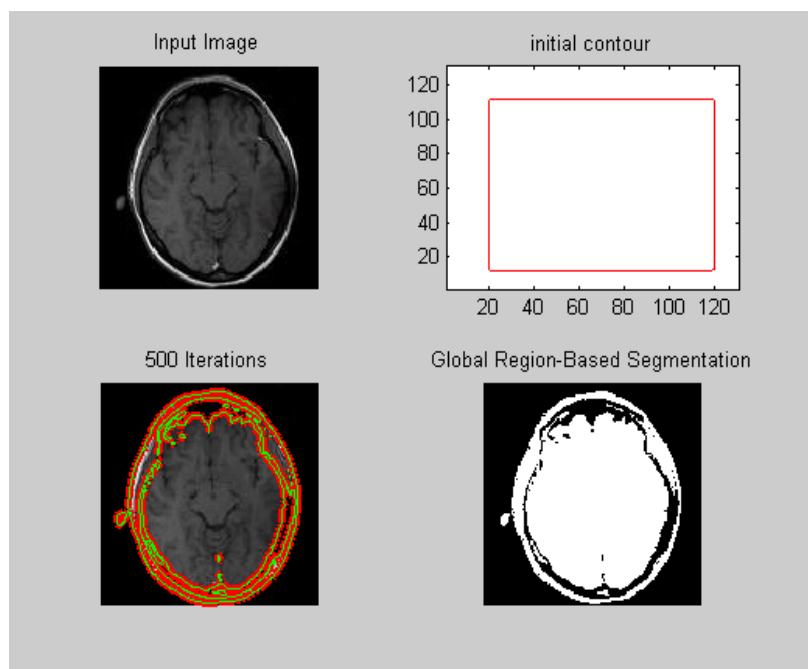 Input Image
initial contour
120
100
80
60
40
20
20 40 60 80 100 120
500 Iterations
Global Region-Based Segmentation